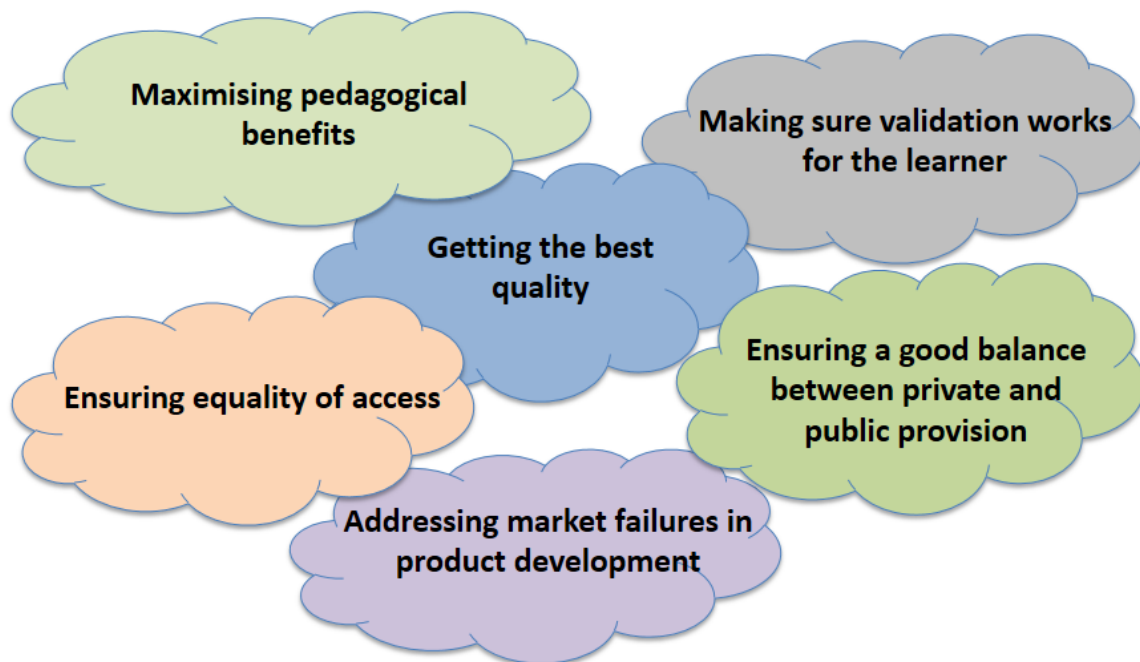 Maximising pedagogical
benefits
Making sure validation works
for the learner
Getting the best
quality
Ensuring equality of access
Ensuring a good balance
between private and
public provision
Addressing market failures in
product development